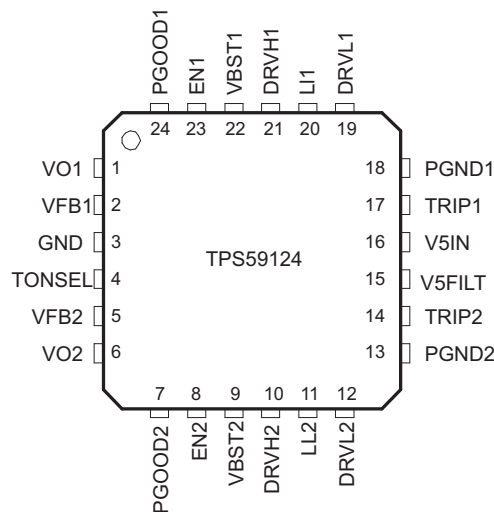 PGOOD1
EN1
VBST1
DRVH1
LI1
DRVL1
24
23
22
21
20
19
VO1 1
VFB1 2
GND 3
TONSEL 4
VFB2 5
VO2 6
TPS59124
18 PGND1
17 TRIP1
16 V5IN
15 V5FILT
14 TRIP2
13 PGND2
7
8
9
10
11
12
PGOOD2
EN2
VBST2
DRVH2
LL2
DRVL2